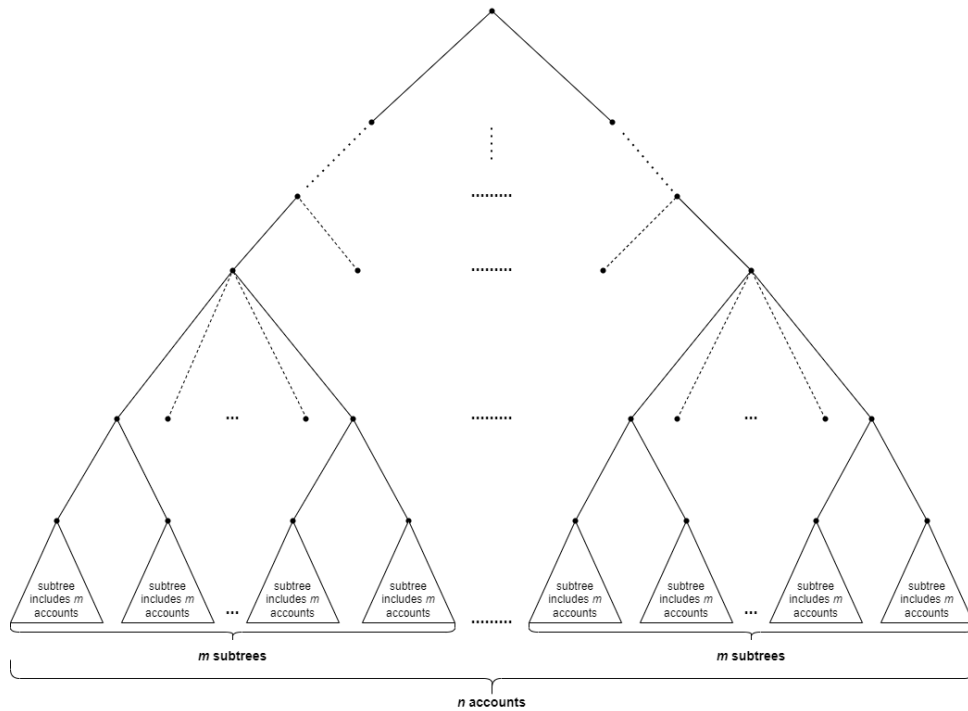 subtree
includes m
accounts
subtree
includes m
accounts
...
subtree
includes m
accounts
subtree
includes m
accounts
.........
subtree
includes m
accounts
subtree
includes m
accounts
...
subtree
includes m
accounts
subtree
includes m
accounts
m subtrees
m subtrees
n accounts